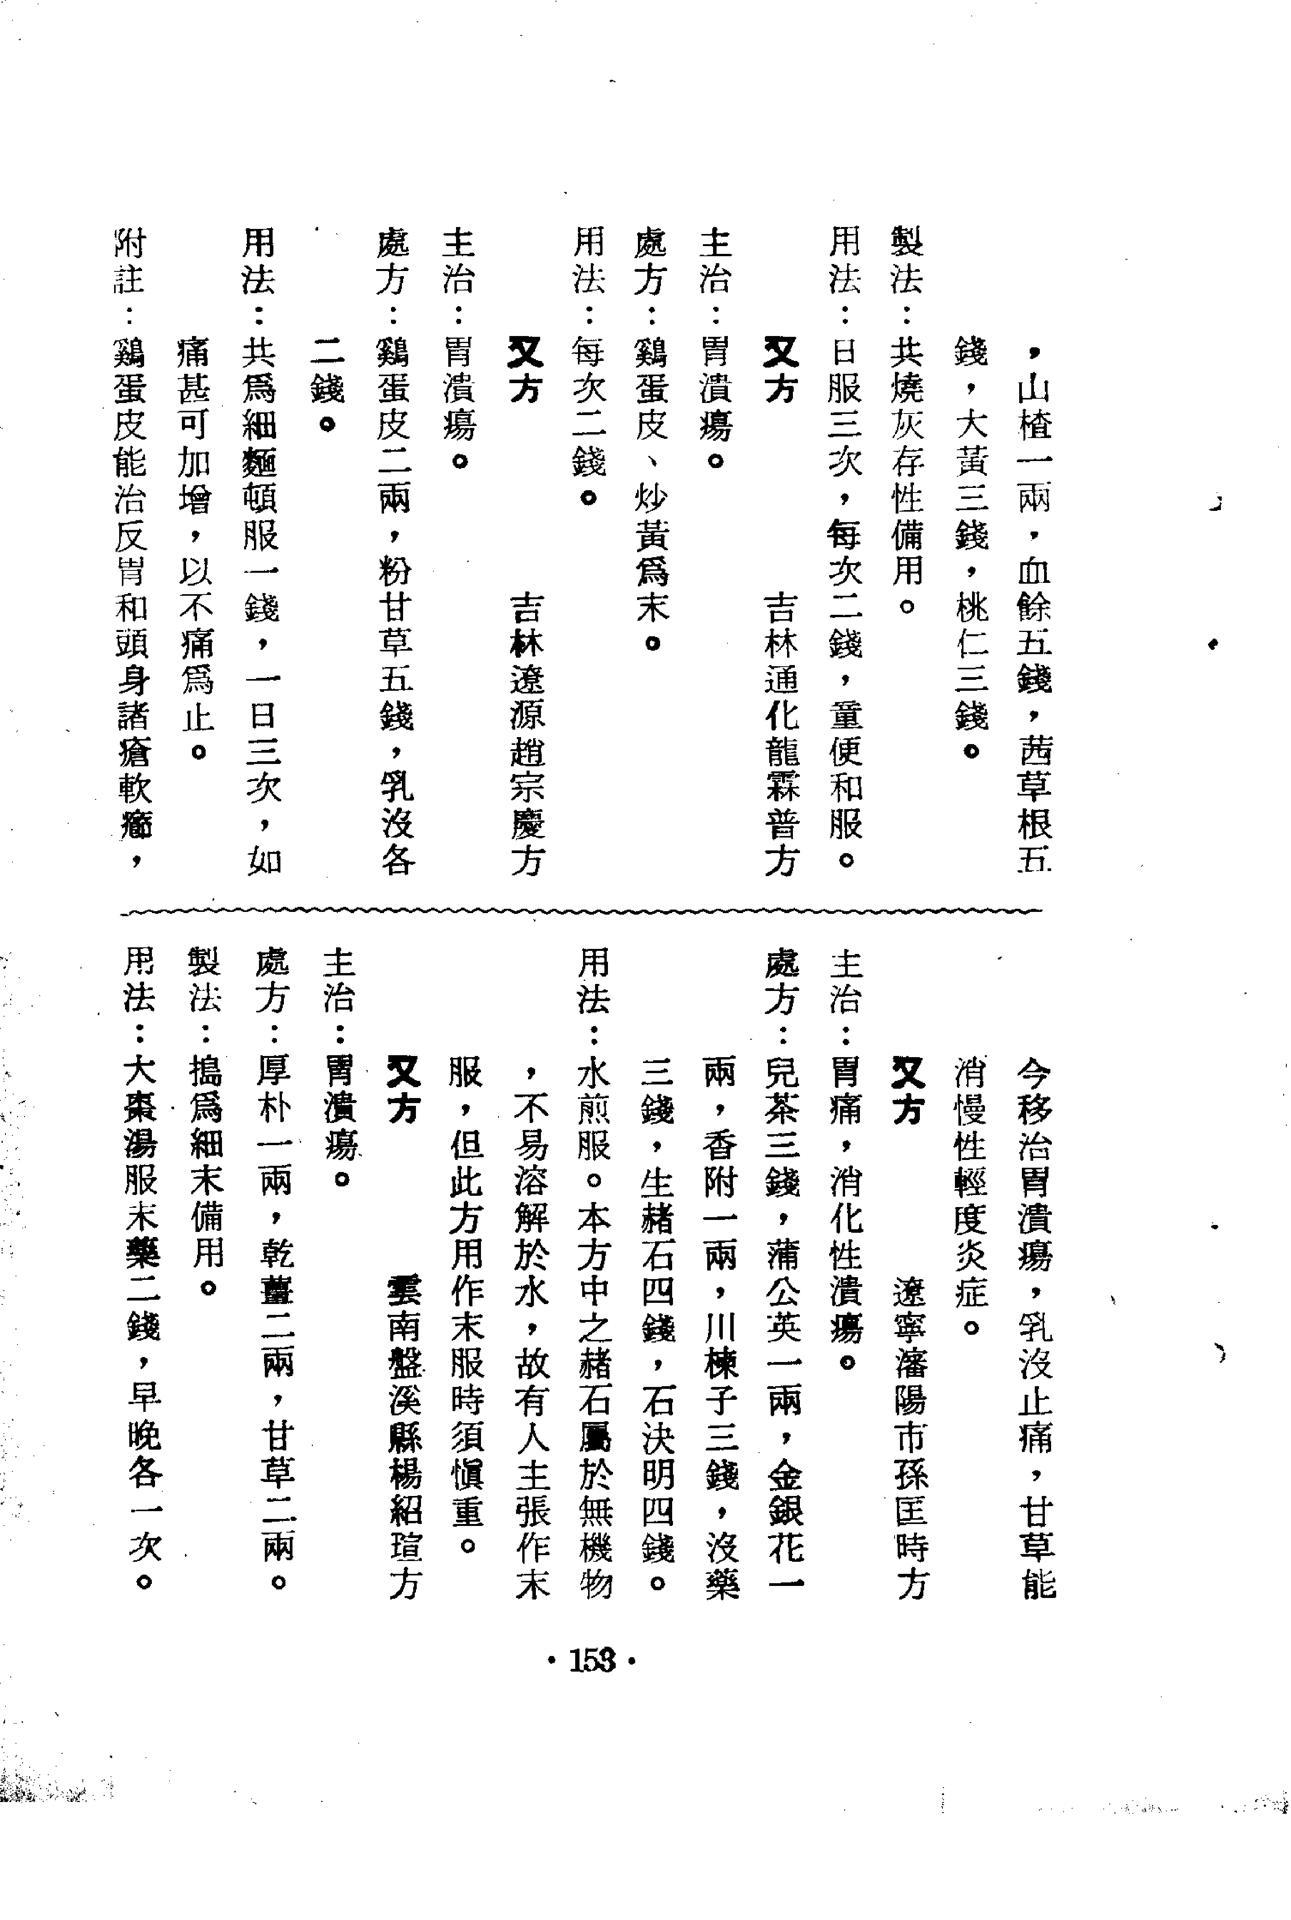 ，山楂一兩，血餘五錢，茜草根五
錢，大黃三錢，桃仁三錢。
製法：共燒灰存性備用。
用法：日服三次，每次二錢，童便和服。
又方　吉林通化龍霖普方
主治：胃潰瘍。
處方：鷄蛋皮、炒黃爲末。
用法：每次二錢。
又方　吉林遼源趙宗慶方
主治：胃潰瘍。
處方：鷄蛋皮二兩，粉甘草五錢，乳沒各
二錢。
用法：共爲細麵頓服一錢，一日三次，如
痛甚可加增，以不痛爲止。
附註：鷄蛋皮能治反胃和頭身諸瘡軟癤，
今移治胃潰瘍，乳沒止痛，甘草能
消慢性輕度炎症。
又方　遼寧瀋陽市孫匡時方
主治：胃痛，消化性潰瘍。
處方：兒茶三錢，蒲公英一兩，金銀花一
兩，香附一兩，川楝子三錢，沒藥
三錢，生赭石四錢，石決明四錢。
用法：水煎服。本方中之赭石屬於無機物
，不易溶解於水，故有人主張作末
服，但此方用作末服時須愼重。
又方　雲南盤溪縣楊紹瑄方
主治：胃潰瘍。
處方：厚朴一兩，乾薑二兩，甘草二兩。
製法：搗爲細末備用。
用法：大棗湯服末藥二錢，早晚各一次。
·153·